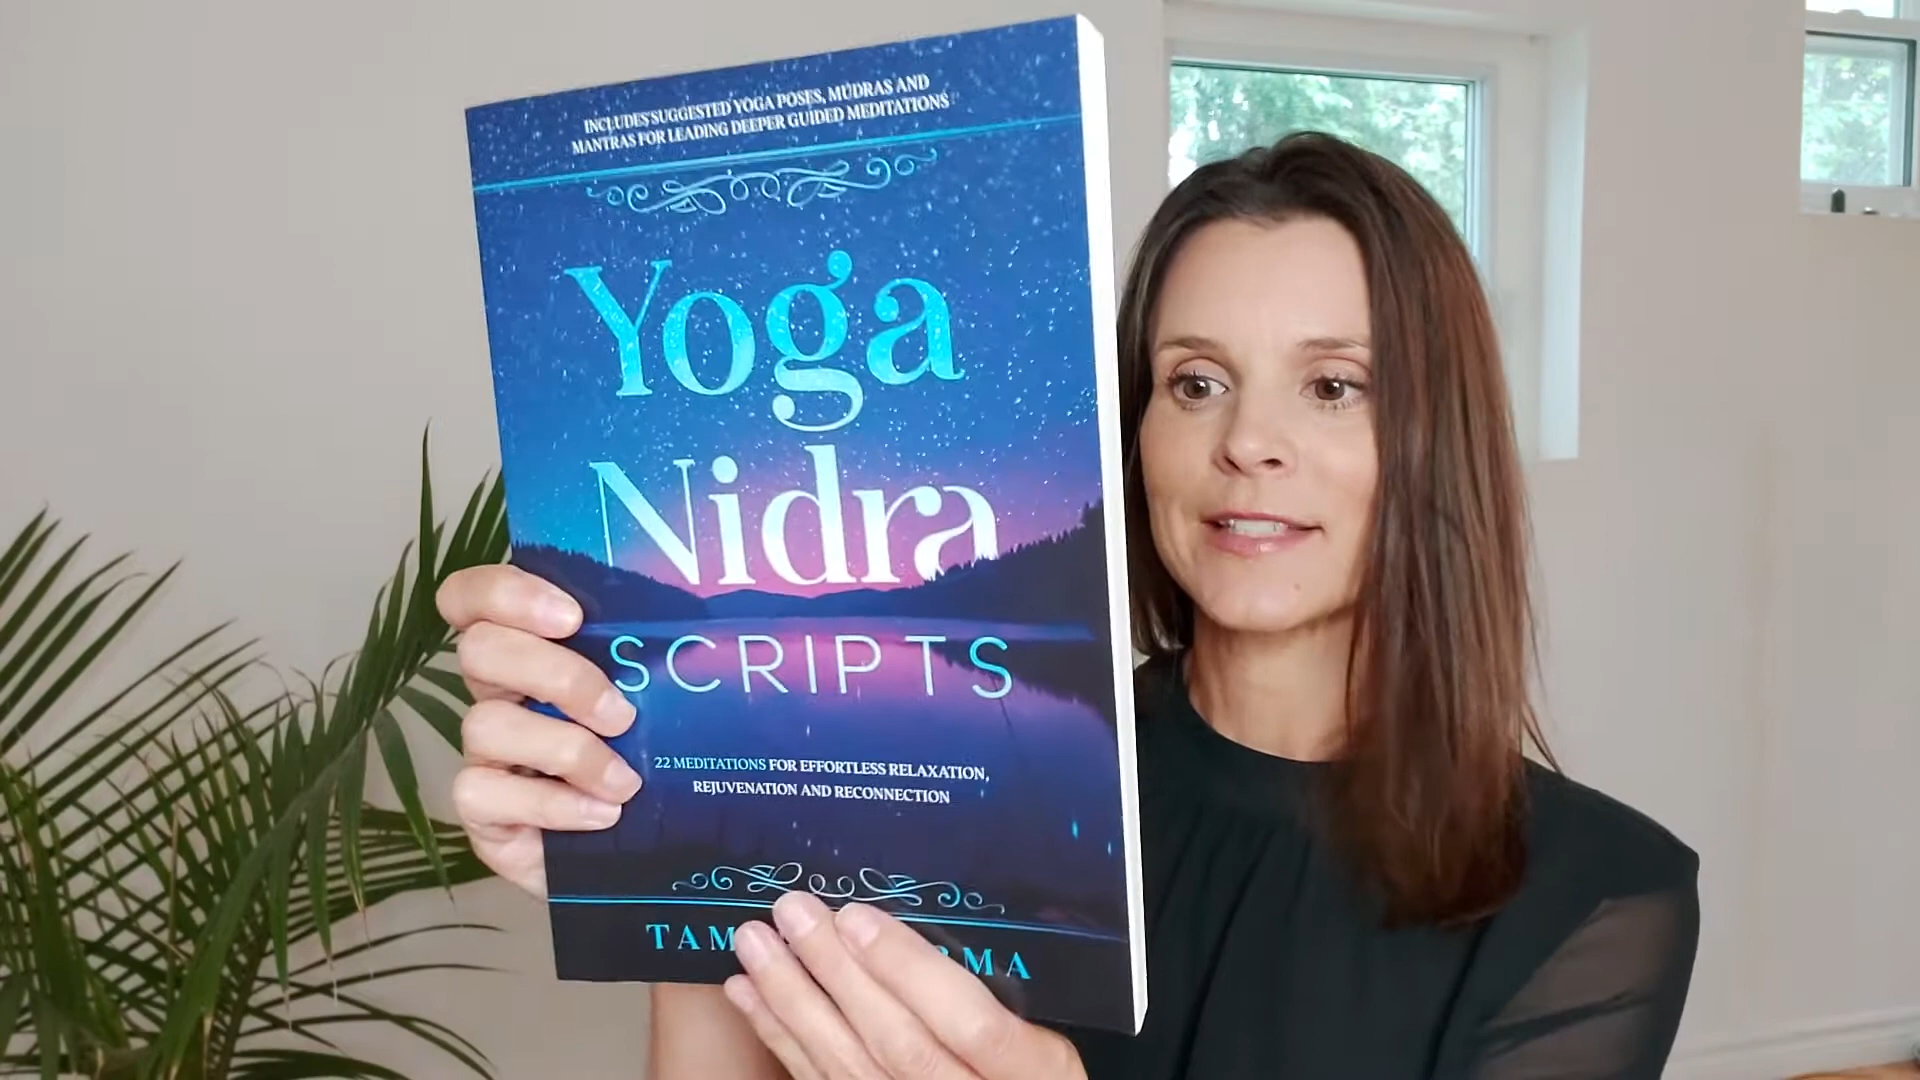 INCLUDES SUGGESTED YOGA POSES, MUDRAS AND
MANTRAS FOR LEADING DEEPER GUIDED MEDITATIONS
Yoga
Nidra
SCRIPTS
22 MEDITATIONS FOR EFFORTLESS RELAXATION,
REJUVENATION AND RECONNECTION